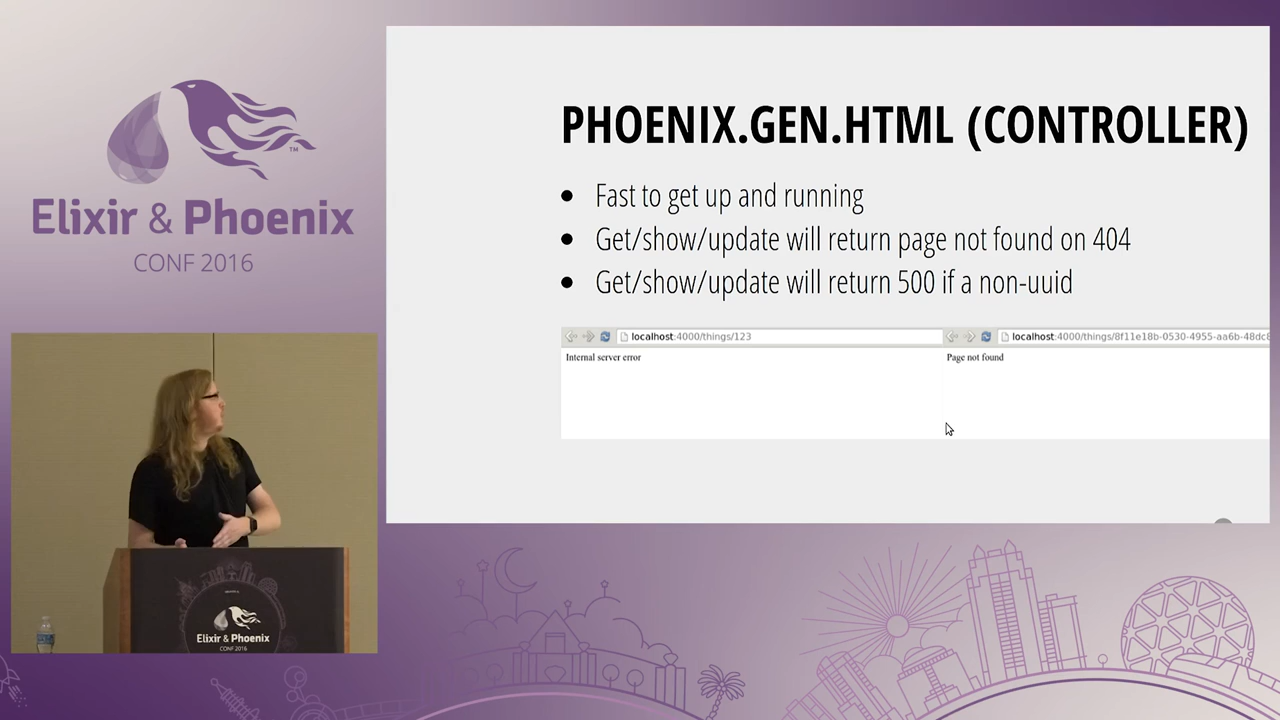 Elixir & Phoenix
TM
CONF 2016
PHOENIX.GEN.HTML (CONTROLLER)
• Fast to get up and running
• Get/show/update will return page not found on 404
• Get/show/update will return 500 if a non-uuid
localhost:4000/things/123
localhost:4000/things/8f11e18b-0530-4955-aa6b-48dc8
Internal server error
Page not found
Elixir & Phoenix
CONF 2016